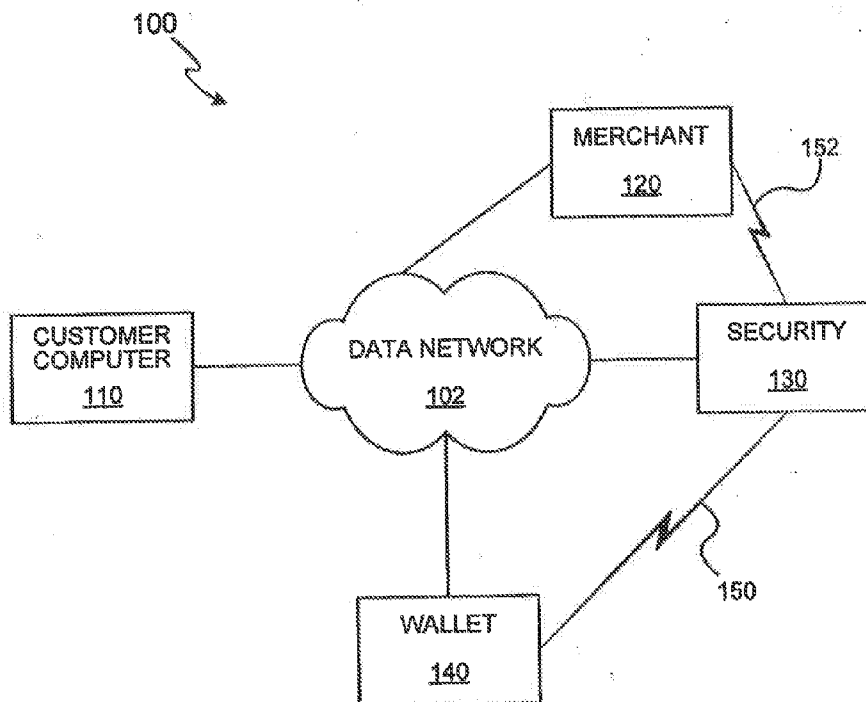 100
MERCHANT
120
152
CUSTOMER
COMPUTER
110
DATA NETWORK
102
SECURITY
130
150
WALLET
140